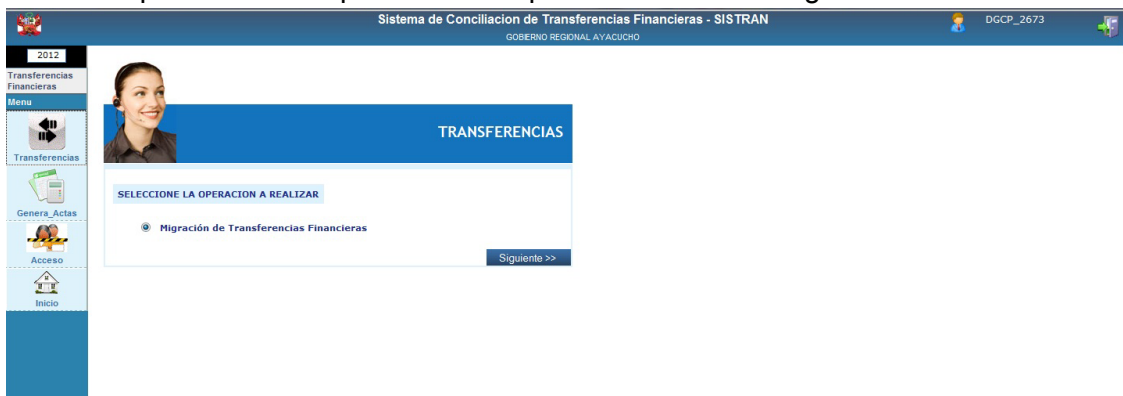 Sistema de Conciliacion de Transferencias Financieras - SISTRAN
GOBIERNO REGIONAL AYACUCHO
DGCP_2673
2012
Transferencias
Financieras
Menu
Transferencias
Genera_Actas
Acceso
Inicio
TRANSFERENCIAS
SELECCIONE LA OPERACION A REALIZAR
Migración de Transferencias Financieras
Siguiente >>